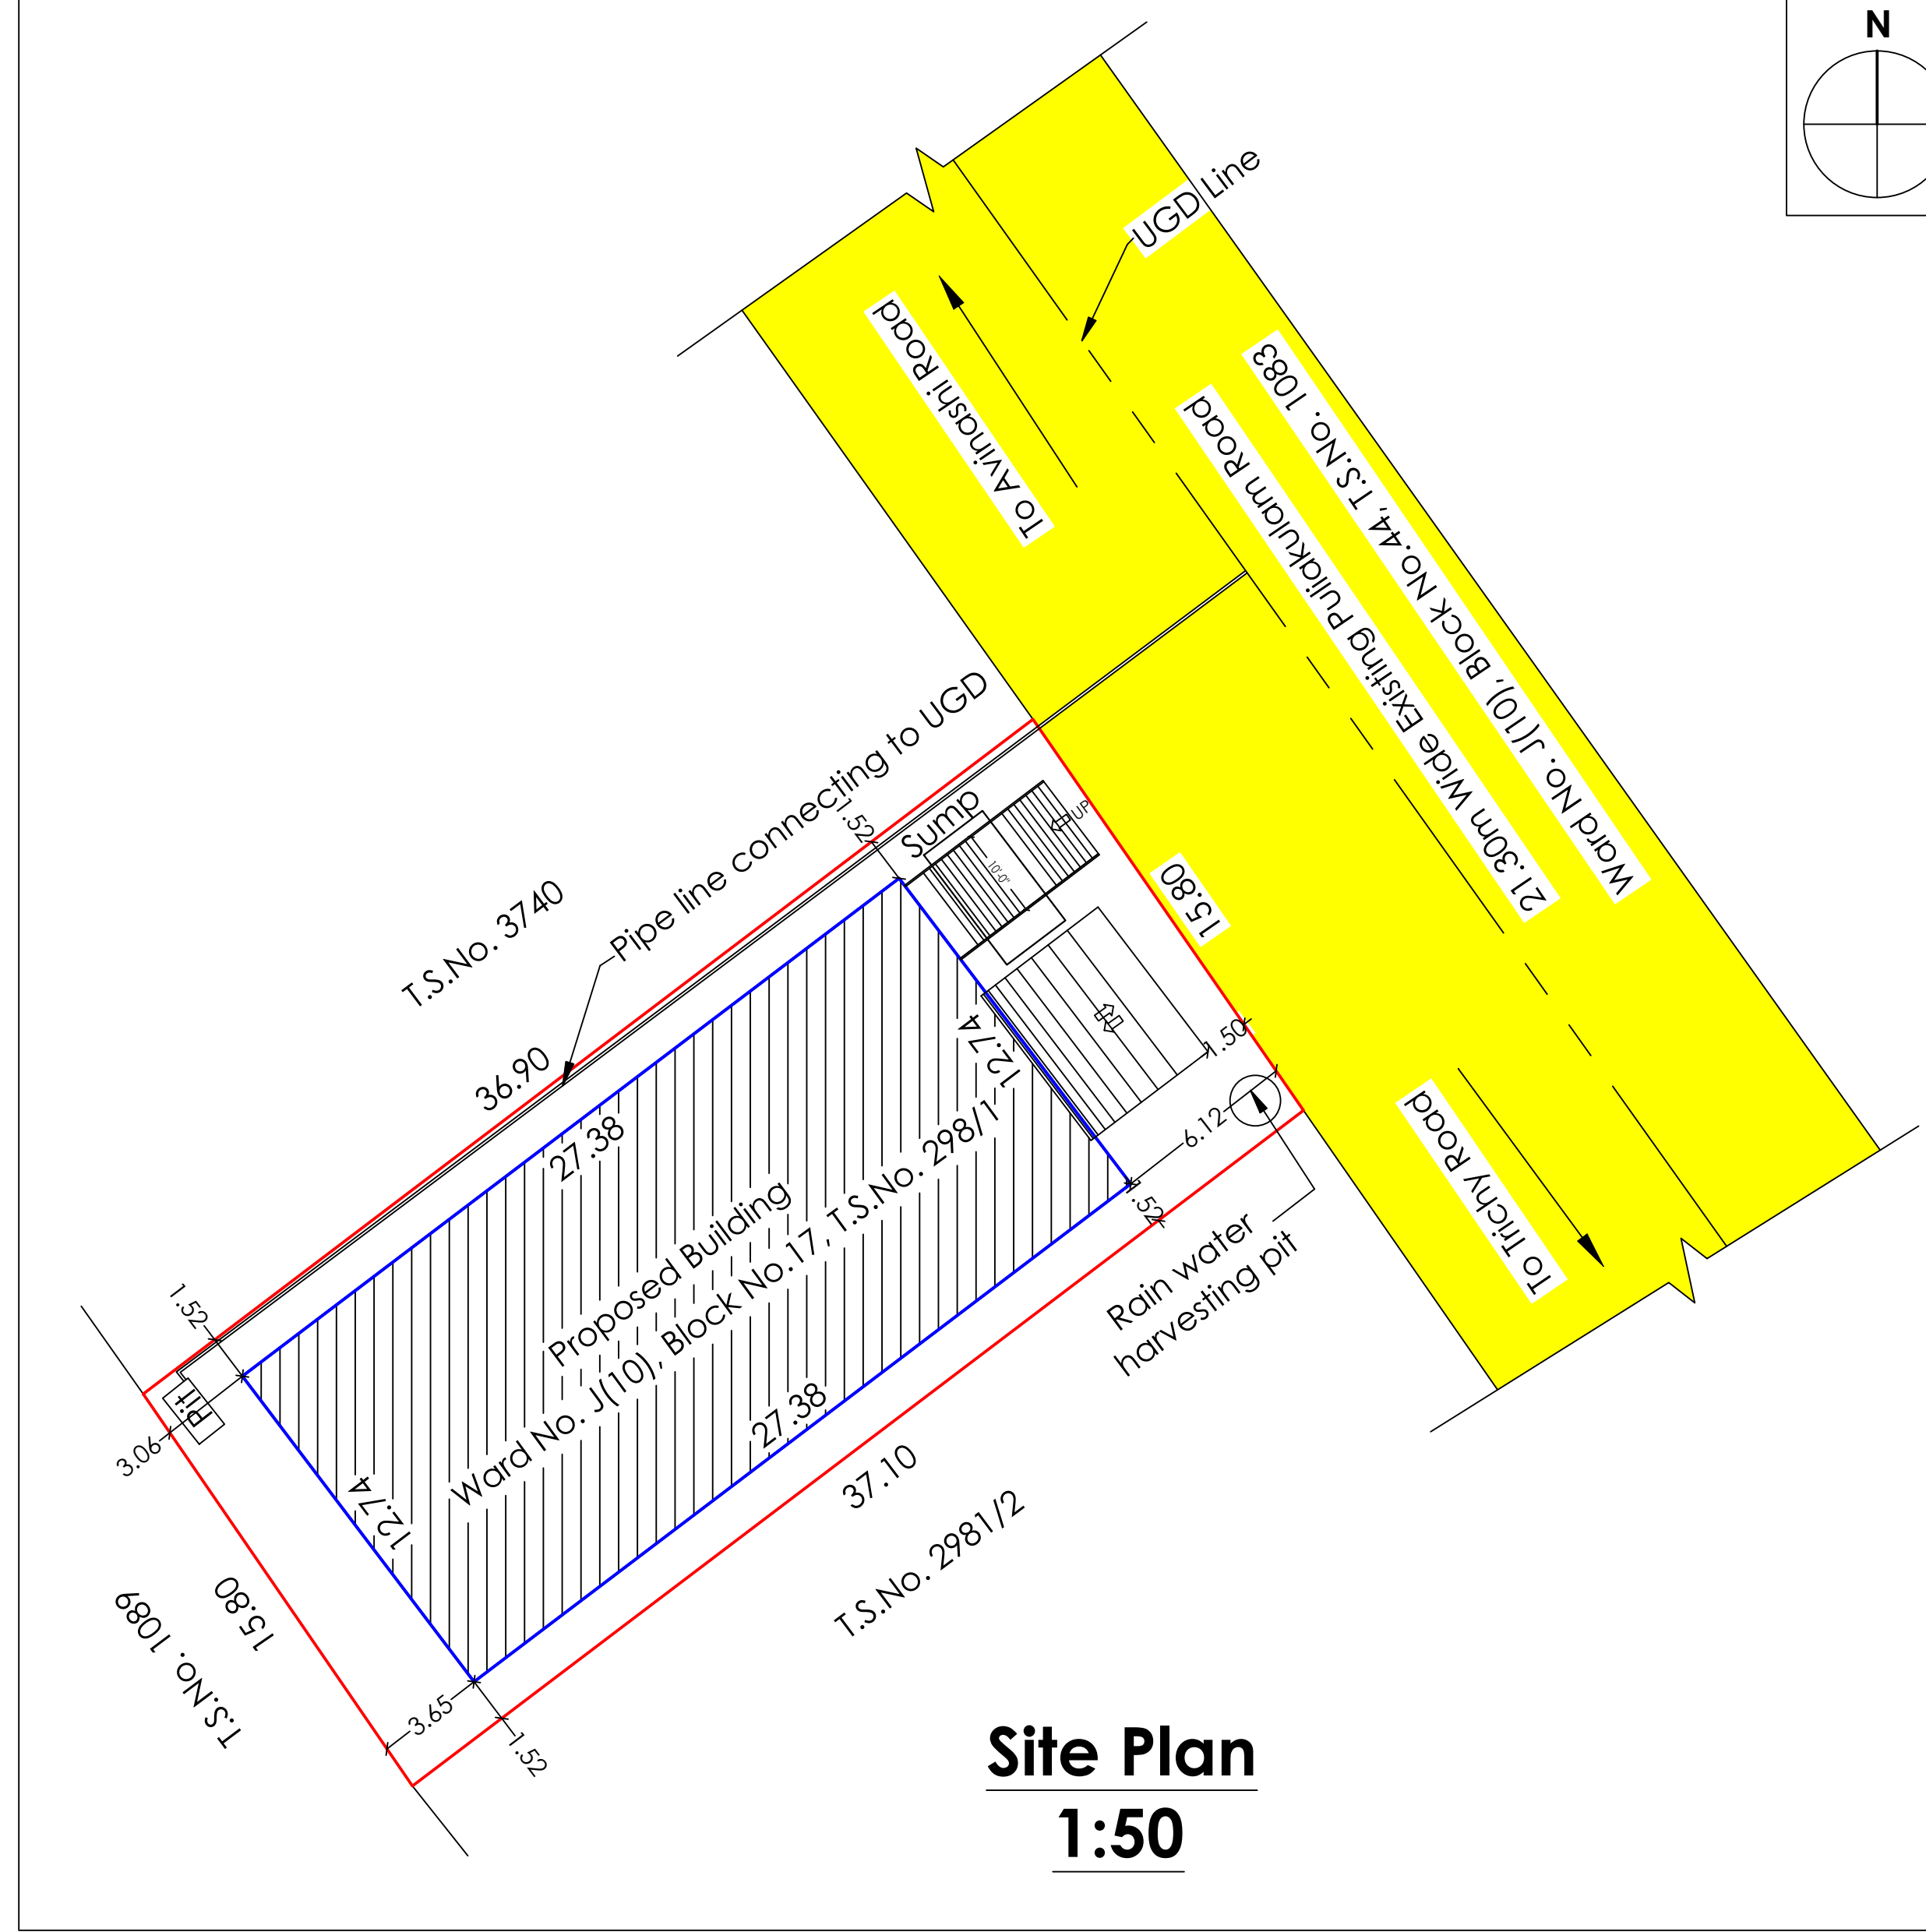 N
UGD Line
To Avinashi Road
Ward No. J(10), Block No. 44, T.S.No. 1083
21.30m Wide Existing Puliakulam Road
Pipe line connecting to UGD
T.S.No. 3740
36.90
1.52
Sump
UP
10'-0"
15.80
1.50
6.12
12.74
27.38
Proposed Building
Ward No. J(10), Block No.17, T.S.No. 2981/1
27.38
12.74
1.52
Rain water
harvesting pit
To Trichy Road
1.52
Pit
3.06
37.10
T.S.No. 2981/2
15.80
T.S.No. 1089
3.65
1.52
Site Plan
1:50